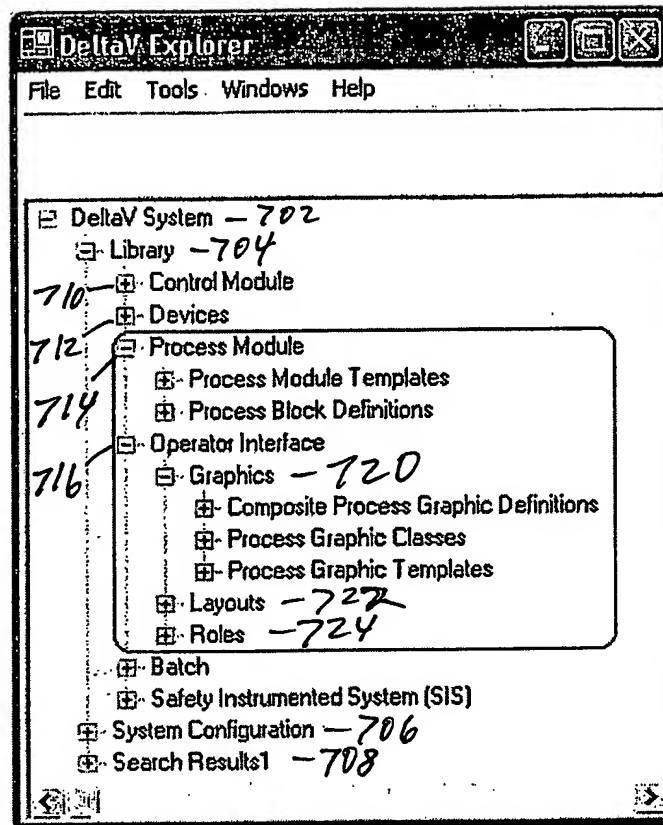 DeltaV Explorer
File Edit Tools Windows Help
DeltaV System - 702
Library - 704
710 Control Module
712 Devices
714 Process Module
Process Module Templates
Process Block Definitions
716 Operator Interface
Graphics - 720
Composite Process Graphic Definitions
Process Graphic Classes
Process Graphic Templates
Layouts - 722
Roles - 724
Batch
Safety Instrumented System (SIS)
System Configuration - 706
Search Results1 - 708